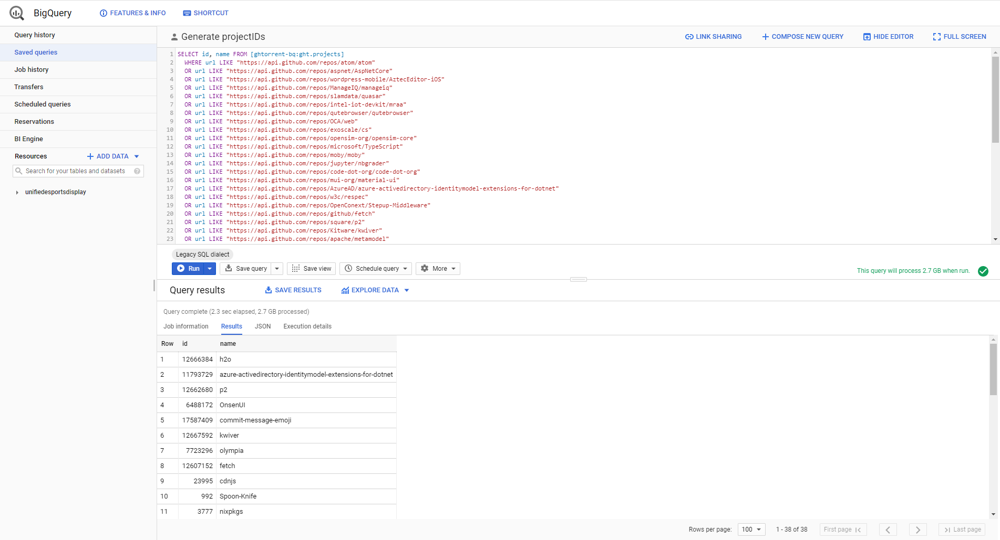 BigQuery
FEATURES & INFO
SHORTCUT
Query history
Saved queries
Job history
Transfers
Scheduled queries
Reservations
BI Engine
Resources
ADD DATA
Search for your tables and datasets
unifiedesportsdisplay
Generate projectIDs
LINK SHARING
COMPOSE NEW QUERY
HIDE EDITOR
FULL SCREEN
1 SELECT id, name FROM [ghtorrent-bq:ght.projects]
2 WHERE url LIKE "https://api.github.com/repos/atom/atom"
3 OR url LIKE "https://api.github.com/repos/aspnet/AspNetCore"
4 OR url LIKE "https://api.github.com/repos/wordpress-mobile/AztecEditor-iOS"
5 OR url LIKE "https://api.github.com/repos/ManageIQ/manageiq"
6 OR url LIKE "https://api.github.com/repos/slamdata/quasar"
7 OR url LIKE "https://api.github.com/repos/intel-iot-devkit/mraa"
8 OR url LIKE "https://api.github.com/repos/qutebrowser/qutebrowser"
9 OR url LIKE "https://api.github.com/repos/OCA/web"
10 OR url LIKE "https://api.github.com/repos/exoscale/cs"
11 OR url LIKE "https://api.github.com/repos/opensim-org/opensim-core"
12 OR url LIKE "https://api.github.com/repos/microsoft/TypeScript"
13 OR url LIKE "https://api.github.com/repos/moby/moby"
14 OR url LIKE "https://api.github.com/repos/jupyter/nbgrader"
15 OR url LIKE "https://api.github.com/repos/code-dot-org/code-dot-org"
16 OR url LIKE "https://api.github.com/repos/mui-org/material-ui"
17 OR url LIKE "https://api.github.com/repos/AzureAD/azure-activedirectory-identitymodel-extensions-for-dotnet"
18 OR url LIKE "https://api.github.com/repos/w3c/respec"
19 OR url LIKE "https://api.github.com/repos/OpenConext/Stepup-Middleware"
20 OR url LIKE "https://api.github.com/repos/github/fetch"
21 OR url LIKE "https://api.github.com/repos/square/p2"
22 OR url LIKE "https://api.github.com/repos/Kitware/kwiver"
23 OR url LIKE "https://api.github.com/repos/apache/metamodel"
Legacy SQL dialect
Run
Save query
Save view
Schedule query
More
This query will process 2.7 GB when run.
Query results
SAVE RESULTS
EXPLORE DATA
Query complete (2.3 sec elapsed, 2.7 GB processed)
Job information
Results
JSON
Execution details
Row id name
1 12666384 h2o
2 11793729 azure-activedirectory-identitymodel-extensions-for-dotnet
3 12662680 p2
4 6488172 OnsenUI
5 17587409 commit-message-emoji
6 12667592 kwiver
7 7723296 olympia
8 12607152 fetch
9 23995 cdnjs
10 992 Spoon-Knife
11 3777 nixpkgs
Rows per page: 100
1 - 38 of 38
First page
Last page